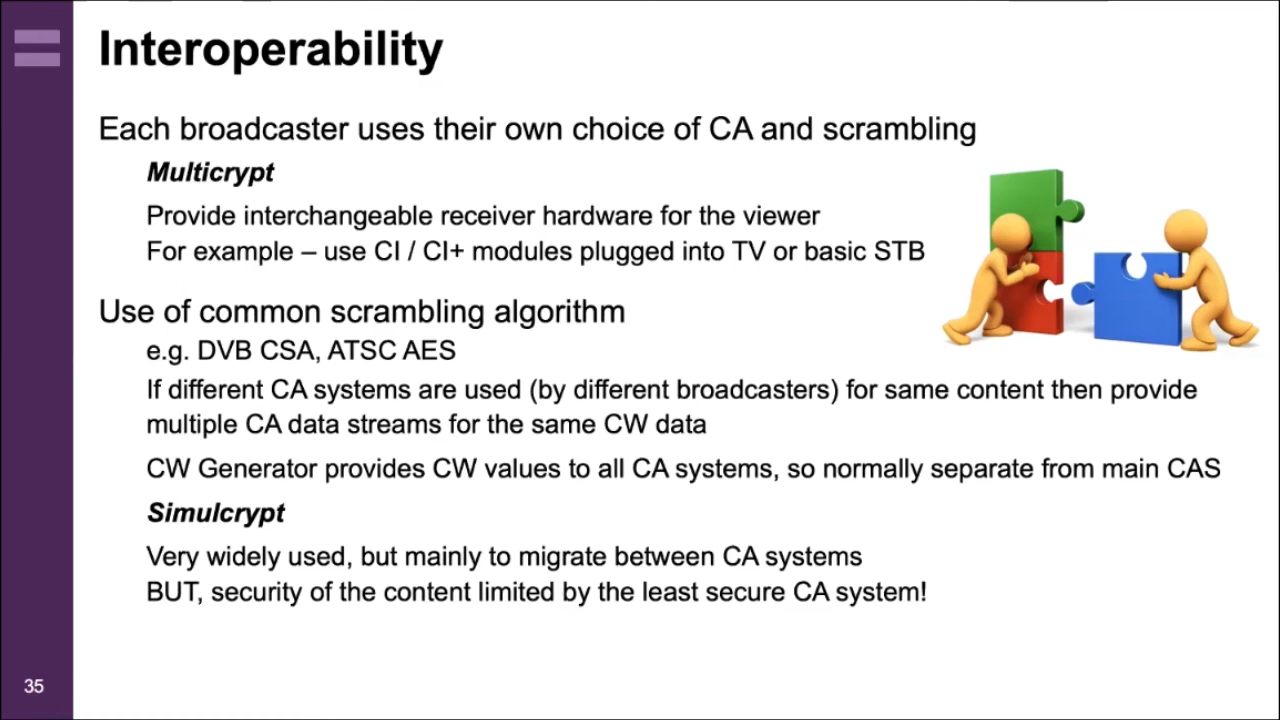 Interoperability
Each broadcaster uses their own choice of CA and scrambling
Multicrypt
Provide interchangeable receiver hardware for the viewer
For example – use CI / CI+ modules plugged into TV or basic STB
Use of common scrambling algorithm
e.g. DVB CSA, ATSC AES
If different CA systems are used (by different broadcasters) for same content then provide
multiple CA data streams for the same CW data
CW Generator provides CW values to all CA systems, so normally separate from main CAS
Simulcrypt
Very widely used, but mainly to migrate between CA systems
BUT, security of the content limited by the least secure CA system!
35